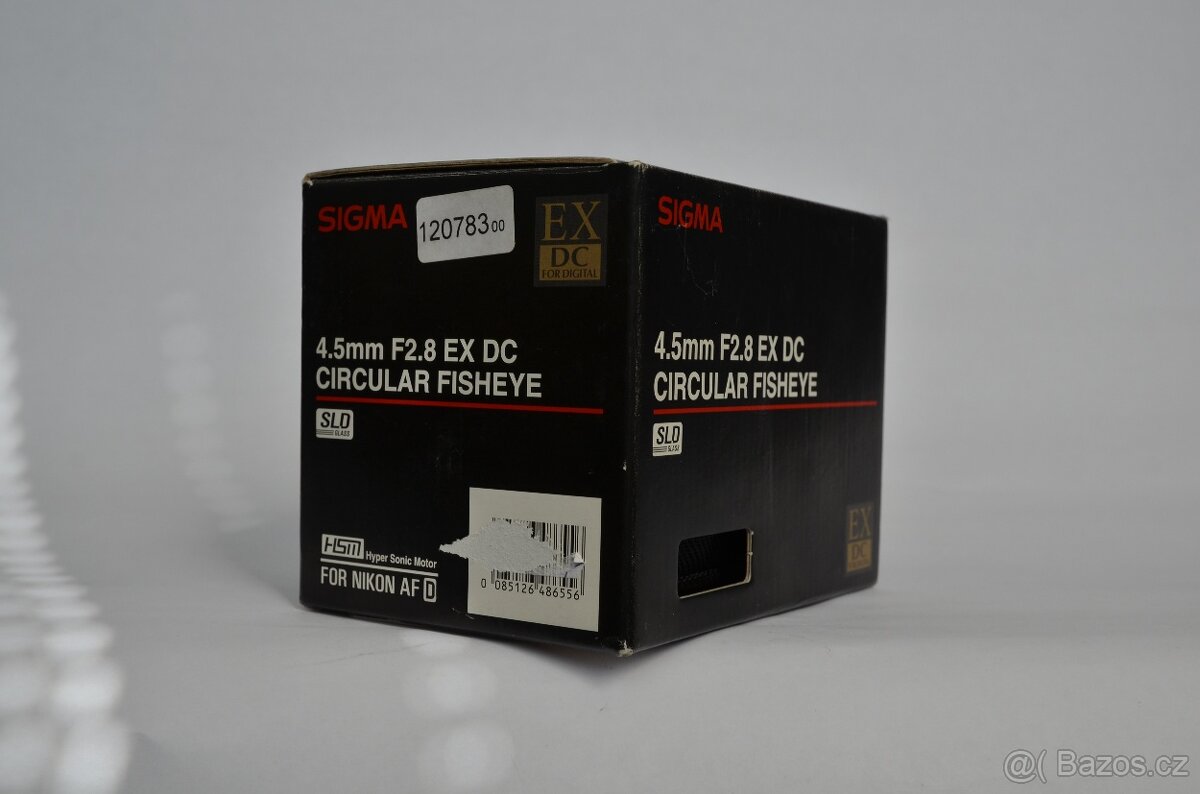 SIGMA
120783 00
EX
DC
FOR DIGITAL
4.5mm F2.8 EX DC
CIRCULAR FISHEYE
SLD
GLASS
HSM Hyper Sonic Motor
FOR NIKON AF D
0 085126 486556
SIGMA
4.5mm F2.8 EX DC
CIRCULAR FISHEYE
SLD
GLASS
EX
DC
@( Bazos.cz